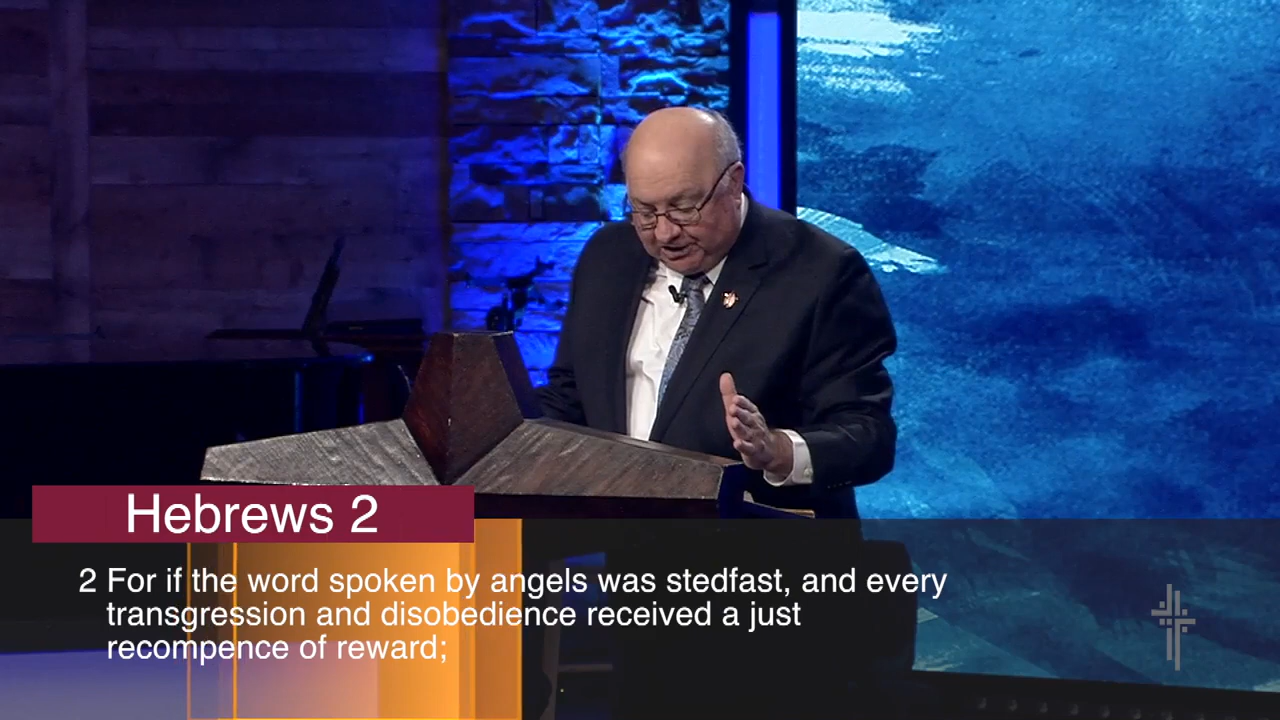 Hebrews 2
2 For if the word spoken by angels was stedfast, and every
transgression and disobedience received a just
recompence of reward;